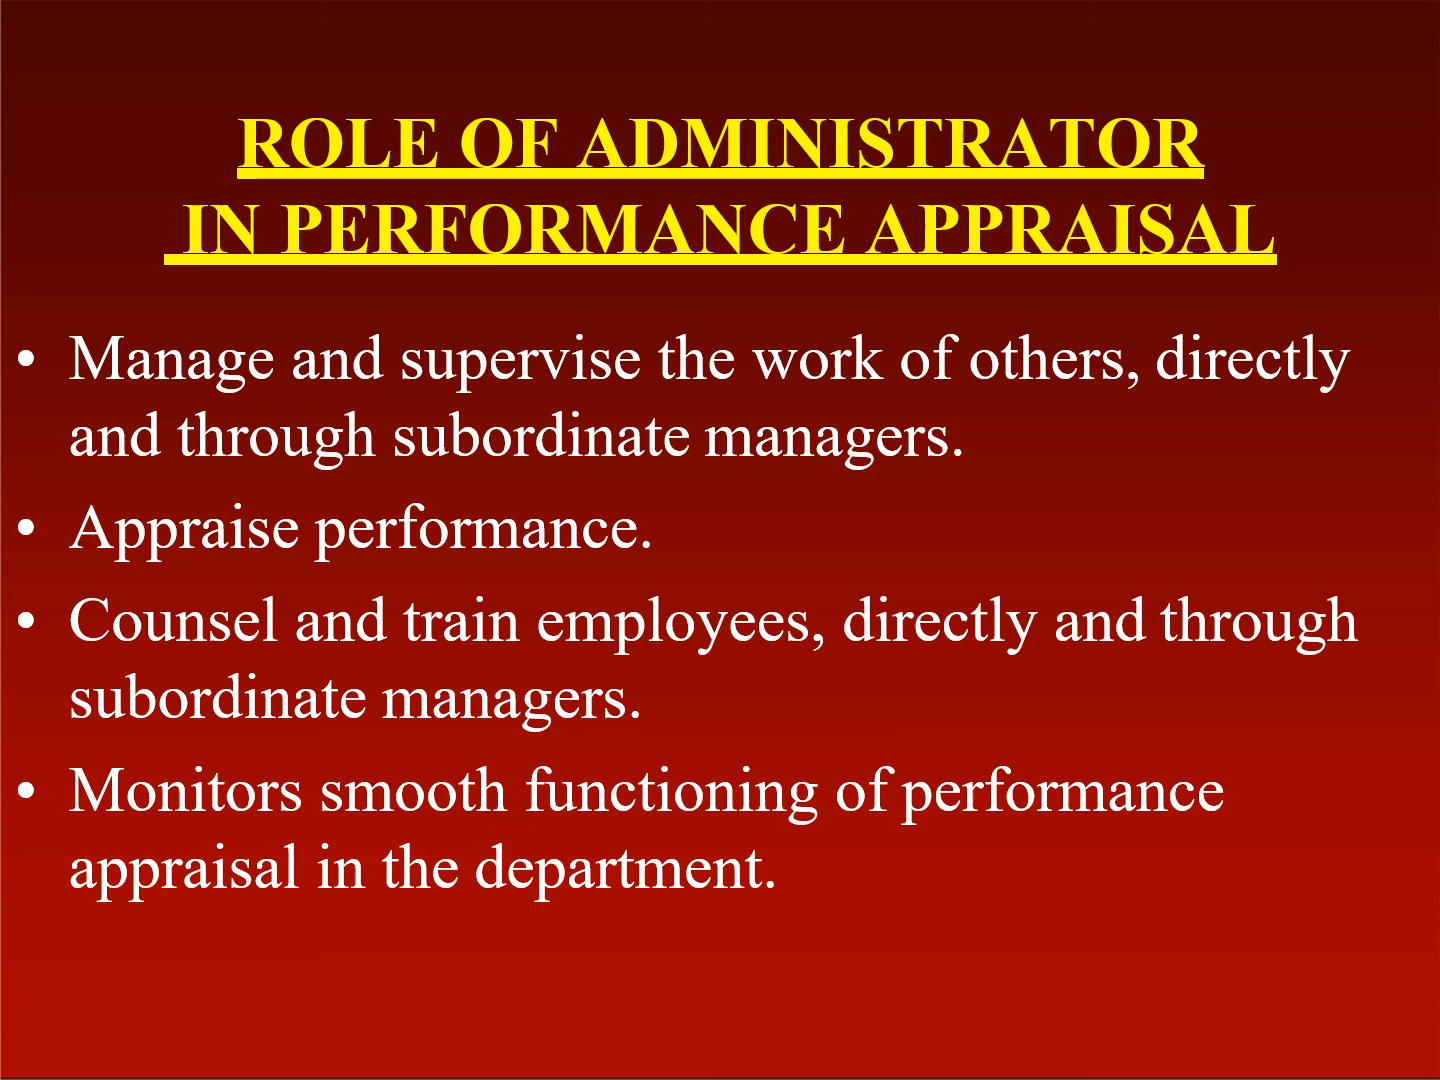 ROLE OF ADMINISTRATOR
IN PERFORMANCE APPRAISAL
• Manage and supervise the work of others, directly
and through subordinate managers.
• Appraise performance.
• Counsel and train employees, directly and through
subordinate managers.
• Monitors smooth functioning of performance
appraisal in the department.